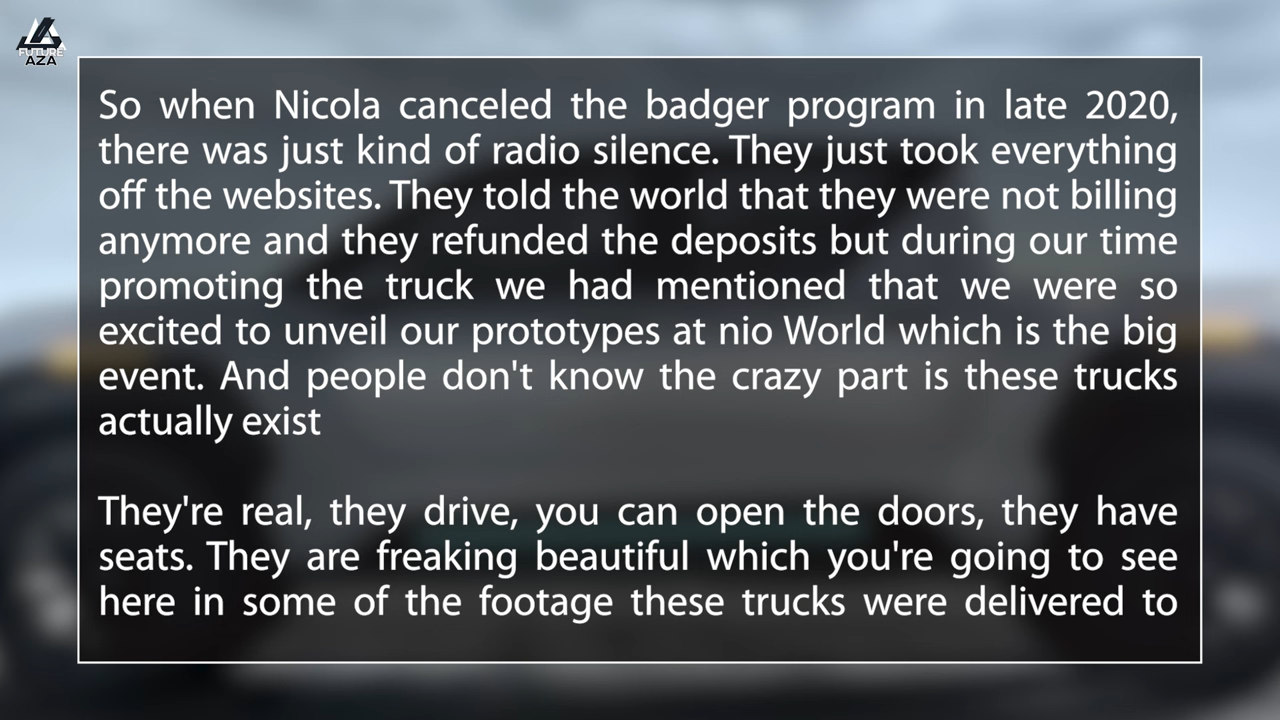 FUTURE
AZA
So when Nicola canceled the badger program in late 2020,
there was just kind of radio silence. They just took everything
off the websites. They told the world that they were not billing
anymore and they refunded the deposits but during our time
promoting the truck we had mentioned that we were so
excited to unveil our prototypes at nio World which is the big
event. And people don't know the crazy part is these trucks
actually exist
They're real, they drive, you can open the doors, they have
seats. They are freaking beautiful which you're going to see
here in some of the footage these trucks were delivered to